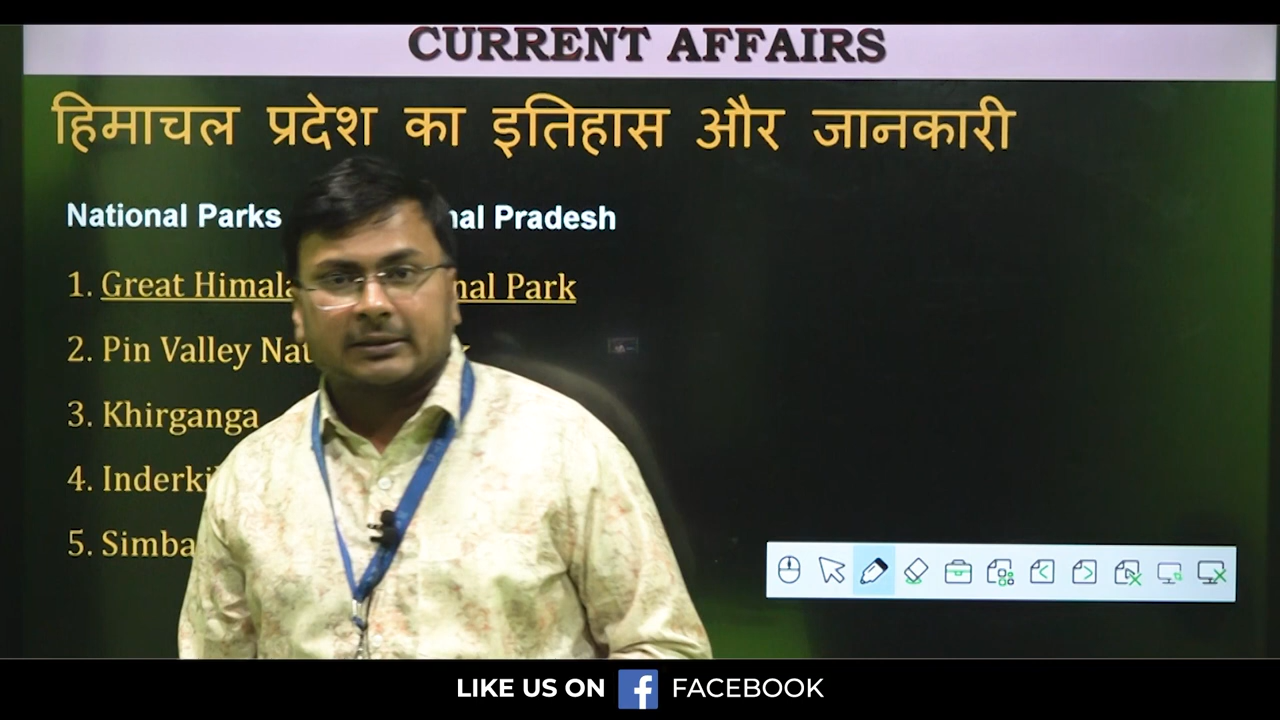 CURRENT AFFAIRS
हिमाचल प्रदेश का इतिहास और जानकारी
National Parks nal Pradesh
1. Great Himala nal Park
2. Pin Valley Nat
3. Khirganga
4. Inderki
5. Simba
LIKE US ON f FACEBOOK